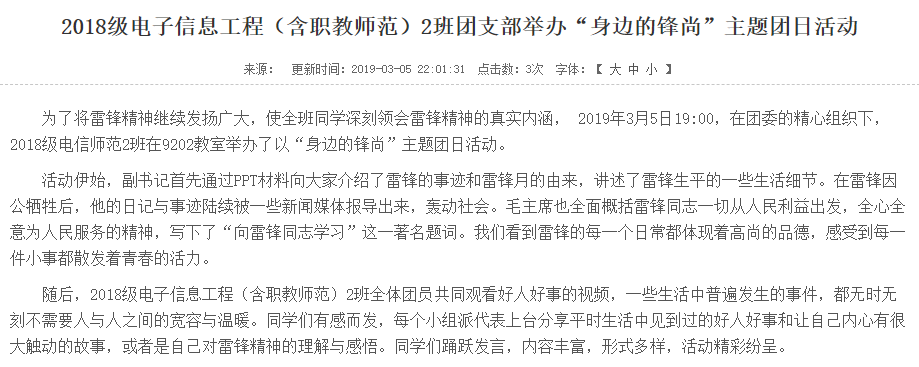 2018级电子信息工程（含职教师范）2班团支部举办“身边的锋尚”主题团日活动
来源： 更新时间：2019-03-05 22:01:31 点击数：3次 字体：【 大 中 小 】
为了将雷锋精神继续发扬广大，使全班同学深刻领会雷锋精神的真实内涵， 2019年3月5日19:00，在团委的精心组织下，
2018级电信师范2班在9202教室举办了以“身边的锋尚”主题团日活动。
活动伊始，副书记首先通过PPT材料向大家介绍了雷锋的事迹和雷锋月的由来，讲述了雷锋生平的一些生活细节。在雷锋因
公牺牲后，他的日记与事迹陆续被一些新闻媒体报导出来，轰动社会。毛主席也全面概括雷锋同志一切从人民利益出发，全心全
意为人民服务的精神，写下了“向雷锋同志学习”这一著名题词。我们看到雷锋的每一个日常都体现着高尚的品德，感受到每一
件小事都散发着青春的活力。
随后，2018级电子信息工程（含职教师范）2班全体团员共同观看好人好事的视频，一些生活中普遍发生的事件，都无时无
刻不需要人与人之间的宽容与温暖。同学们有感而发，每个小组派代表上台分享平时生活中见到过的好人好事和让自己内心有很
大触动的故事，或者是自己对雷锋精神的理解与感悟。同学们踊跃发言，内容丰富，形式多样，活动精彩纷呈。